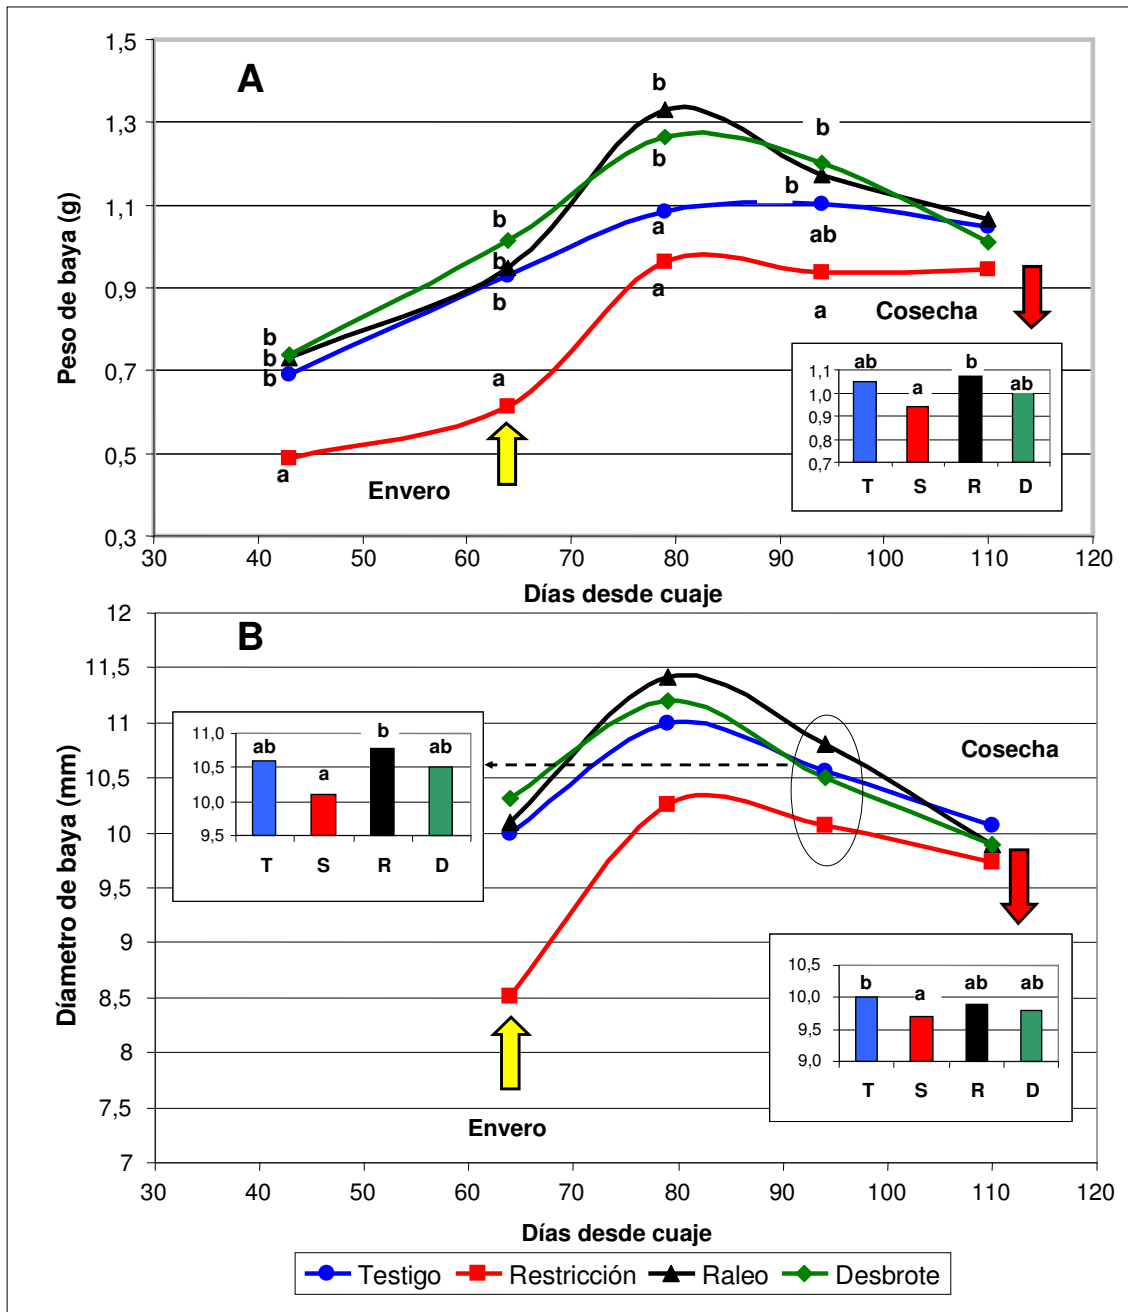 A
1,5
1,3
1,1
0,9
0,7
0,5
0,3
Peso de baya (g)
b
b
b
a
b
b
b
a
b
b
a
a
b
b
ab
a
Envero
Cosecha
1,1
1,0
0,9
0,8
0,7
ab a b ab
T S R D
30 40 50 60 70 80 90 100 110 120
Días desde cuaje
B
12
11,5
11
10,5
10
9,5
9
8,5
8
7,5
7
Díametro de baya (mm)
11,0
10,5
10,0
9,5
ab a b ab
T S R D
Cosecha
10,5
10,0
9,5
9,0
b a ab ab
T S R D
Envero
30 40 50 60 70 80 90 100 110 120
Días desde cuaje
Testigo Restricción Raleo Desbrote